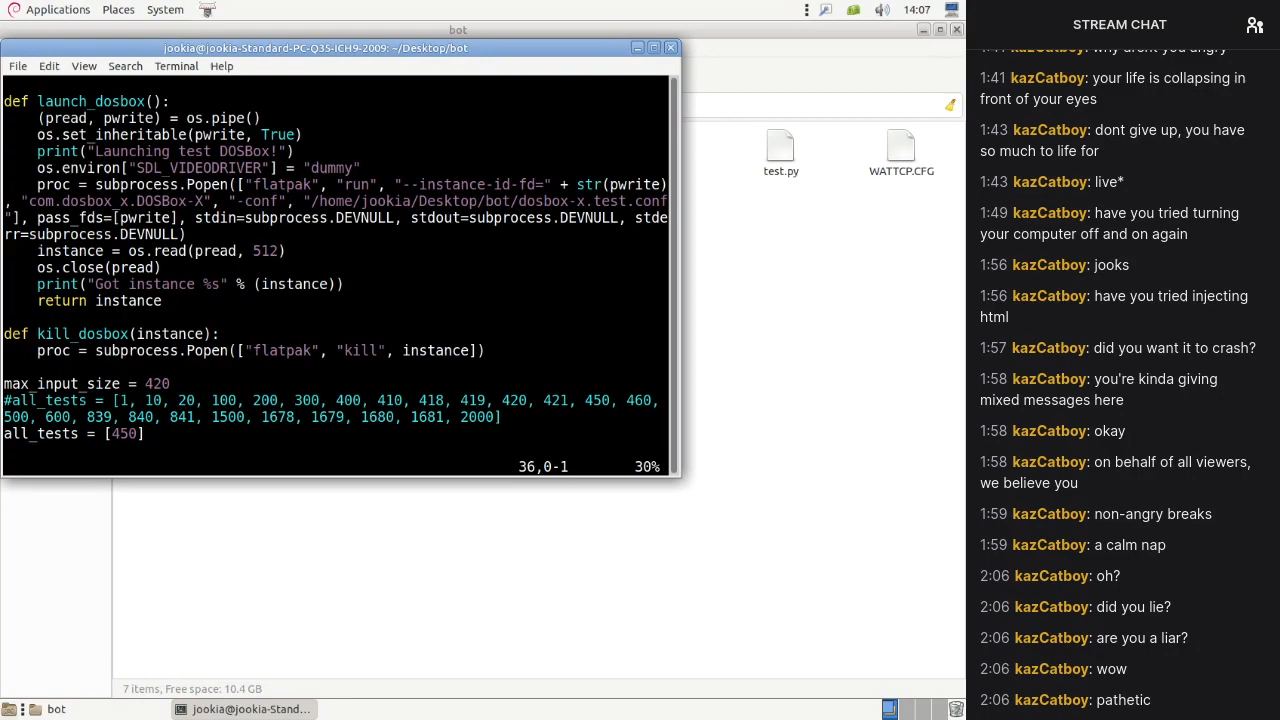 Applications Places System 14:07
bot
jookia@jookia-Standard-PC-Q35-ICH9-2009: ~/Desktop/bot
File Edit View Search Terminal Help
def launch_dosbox():
(pread, pwrite) = os.pipe()
os.set_inheritable(pwrite, True)
print("Launching test DOSBox!")
os.environ["SDL_VIDEODRIVER"] = "dummy"
proc = subprocess.Popen(["flatpak", "run", "--instance-id-fd=" + str(pwrite)
, "com.dosbox_x.DOSBox-X", "-conf", "/home/jookia/Desktop/bot/dosbox-x.test.conf
"], pass_fds=[pwrite], stdin=subprocess.DEVNULL, stdout=subprocess.DEVNULL, stde
rr=subprocess.DEVNULL)
instance = os.read(pread, 512)
os.close(pread)
print("Got instance %s" % (instance))
return instance
def kill_dosbox(instance):
proc = subprocess.Popen(["flatpak", "kill", instance])
max_input_size = 420
#all_tests = [1, 10, 20, 100, 200, 300, 400, 410, 418, 419, 420, 421, 450, 460,
500, 600, 839, 840, 841, 1500, 1678, 1679, 1680, 1681, 2000]
all_tests = [450]
36,0-1 30%
test.py
WATTCP.CFG
7 items, Free space: 10.4 GB
bot
jookia@jookia-Stand...
STREAM CHAT
1:41 kazCatboy: your life is collapsing in
front of your eyes
1:43 kazCatboy: dont give up, you have
so much to life for
1:43 kazCatboy: live*
1:49 kazCatboy: have you tried turning
your computer off and on again
1:56 kazCatboy: jooks
1:56 kazCatboy: have you tried injecting
html
1:57 kazCatboy: did you want it to crash?
1:58 kazCatboy: you're kinda giving
mixed messages here
1:58 kazCatboy: okay
1:58 kazCatboy: on behalf of all viewers,
we believe you
1:59 kazCatboy: non-angry breaks
1:59 kazCatboy: a calm nap
2:06 kazCatboy: oh?
2:06 kazCatboy: did you lie?
2:06 kazCatboy: are you a liar?
2:06 kazCatboy: wow
2:06 kazCatboy: pathetic